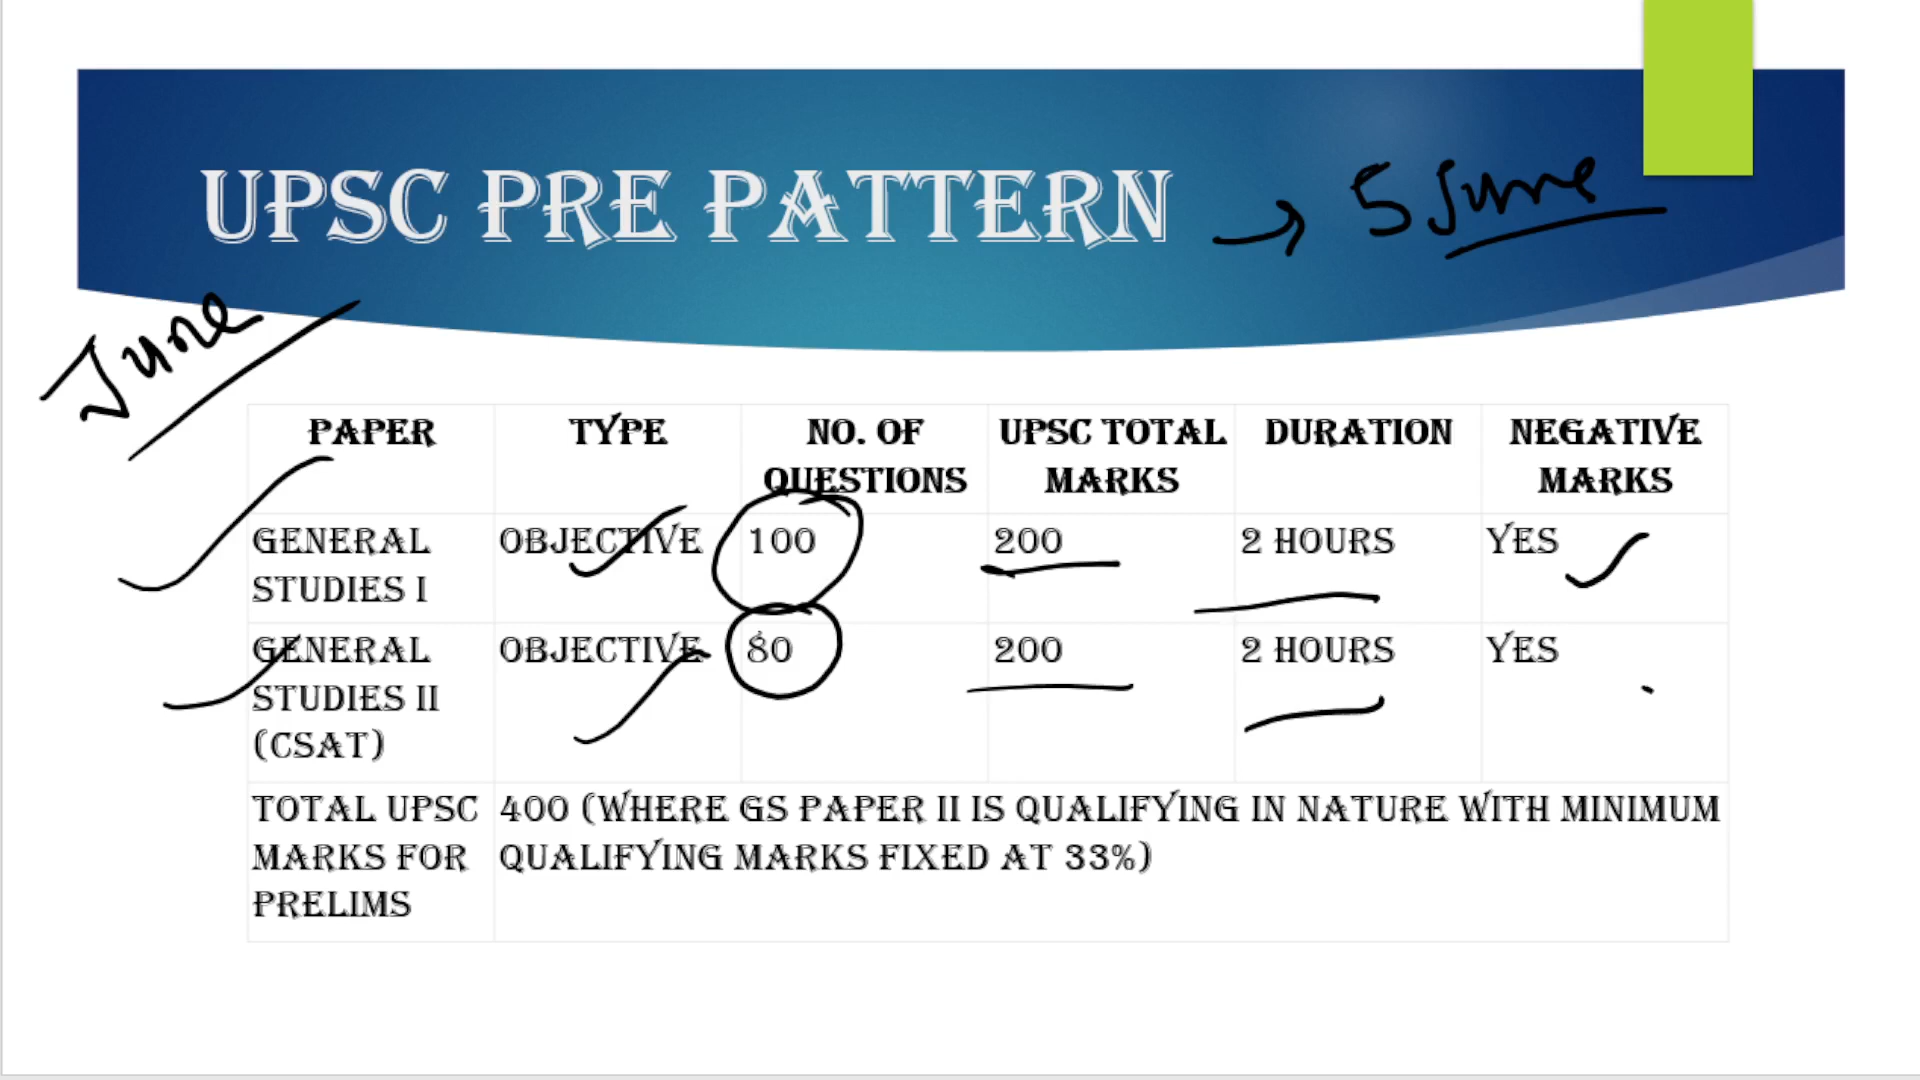 UPSC PRE PATTERN → 5 June
June
PAPER TYPE NO. OF QUESTIONS UPSC TOTAL MARKS DURATION NEGATIVE MARKS
GENERAL STUDIES I OBJECTIVE 100 200 2 HOURS YES
GENERAL STUDIES II (CSAT) OBJECTIVE 80 200 2 HOURS YES
TOTAL UPSC MARKS FOR PRELIMS 400 (WHERE GS PAPER II IS QUALIFYING IN NATURE WITH MINIMUM QUALIFYING MARKS FIXED AT 33%)